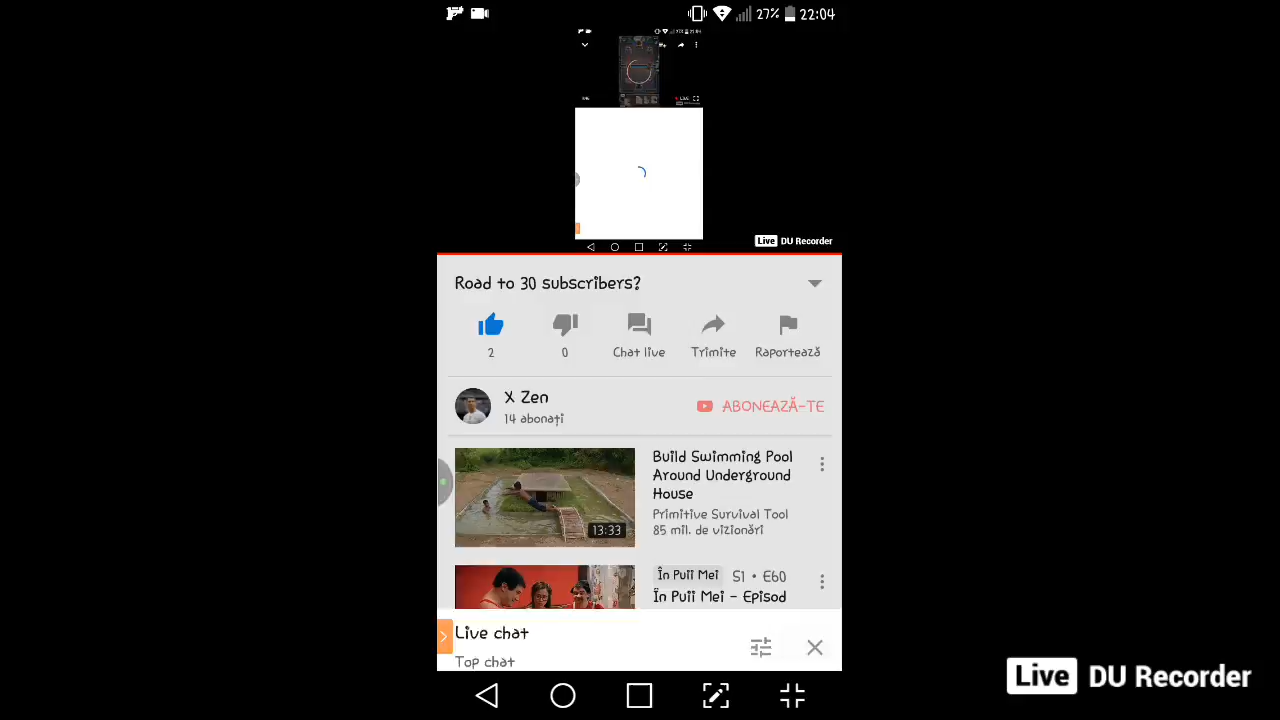 27% 22:04
Live DU Recorder
Road to 30 subscribers?
2
0
Chat live
Trimite
Raportează
X Zen
14 abonați
ABONEAZĂ-TE
Build Swimming Pool
Around Underground
House
Primitive Survival Tool
85 mil. de vizionări
13:33
În Puii Mei S1 • E60
În Puii Mei - Episod
Live chat
Top chat
Live DU Recorder